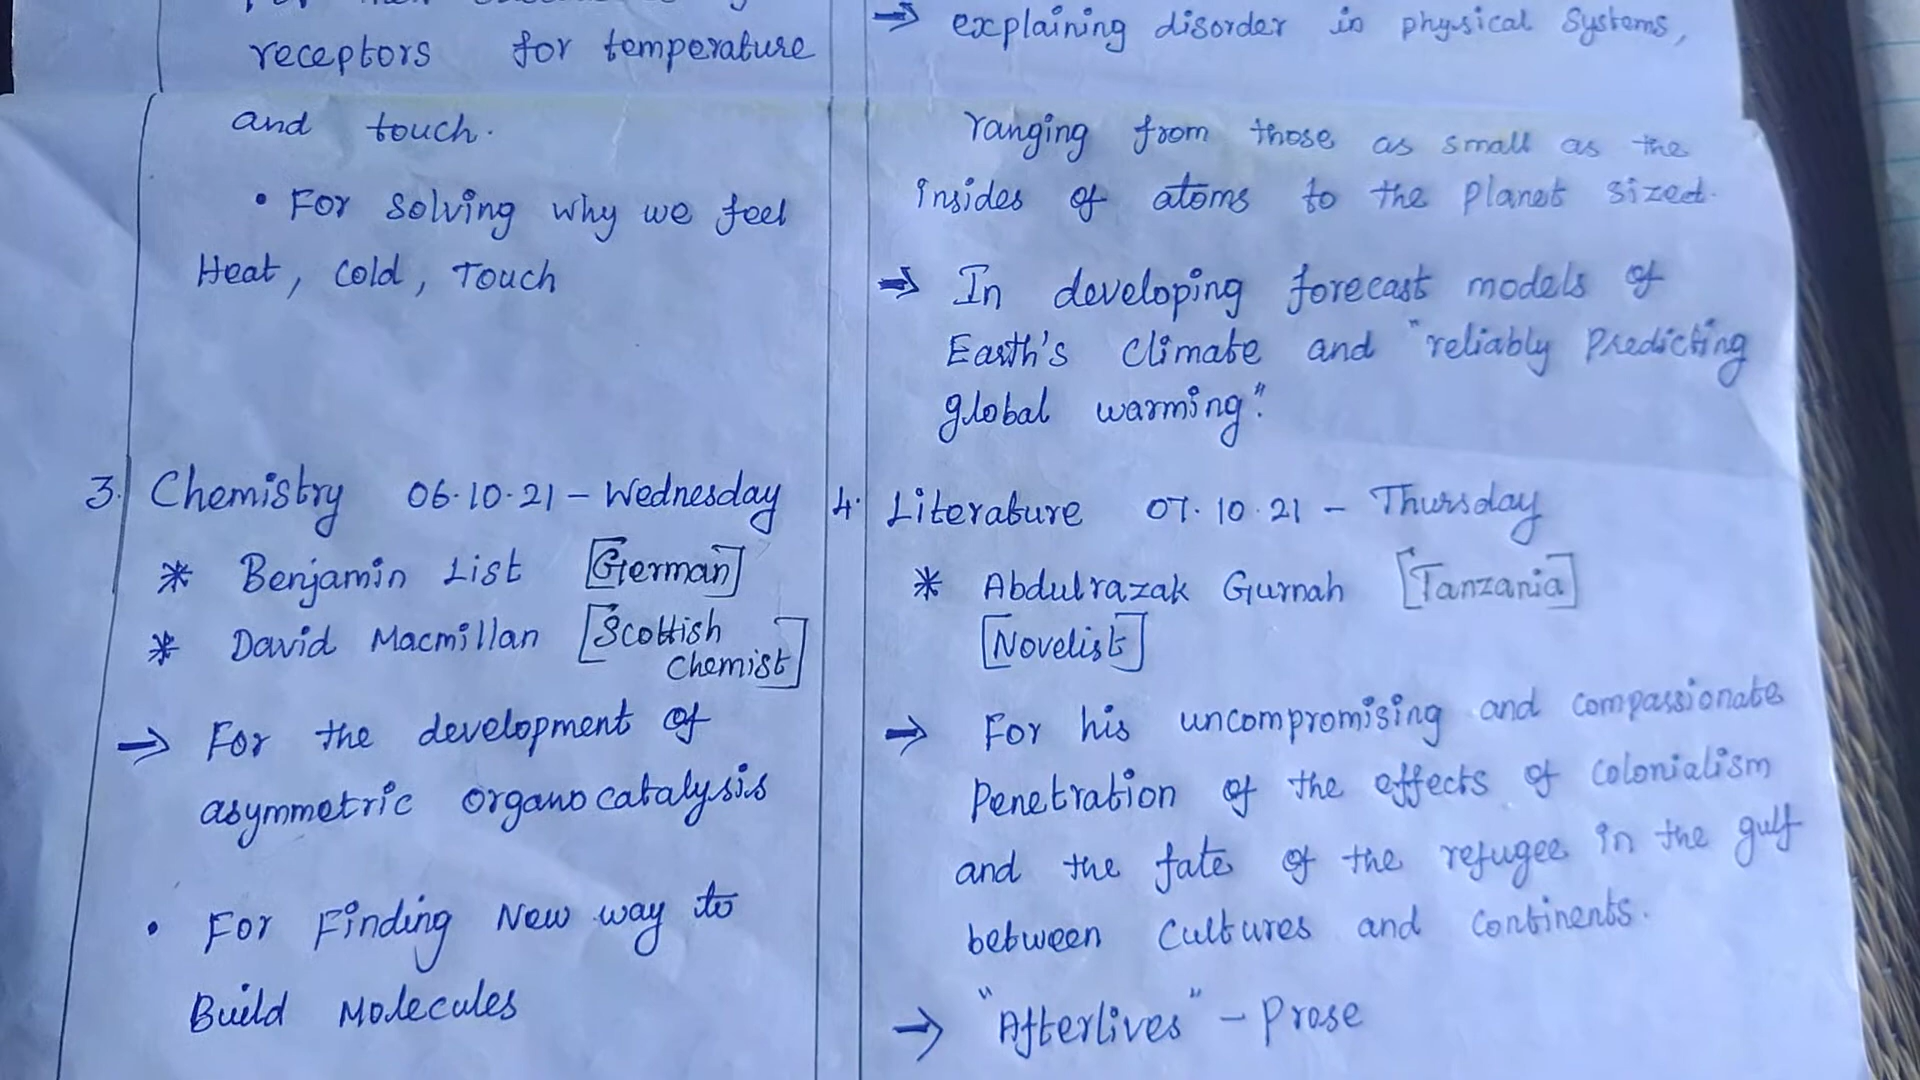 receptors for temperature
and touch.
• For solving why we feel
Heat, Cold, Touch
3. Chemistry 06.10.21 - Wednesday
* Benjamin List [German]
* David Macmillan [Scottish
Chemist]
→ For the development of
asymmetric organocatalysis
• For Finding New way to
Build Molecules
→ explaining disorder in physical Systems,
ranging from those as small as the
insides of atoms to the planet sized.
→ In developing forecast models of
Earth's Climate and "reliably Predicting
global warming".
4. Literature 07.10.21 - Thursday
* Abdulrazak Gurnah [Tanzania]
[Novelist]
→ For his uncompromising and compassionate
Penetration of the effects of colonialism
and the fate of the refugee in the gulf
between Cultures and Continents.
→ "Afterlives" - Prose